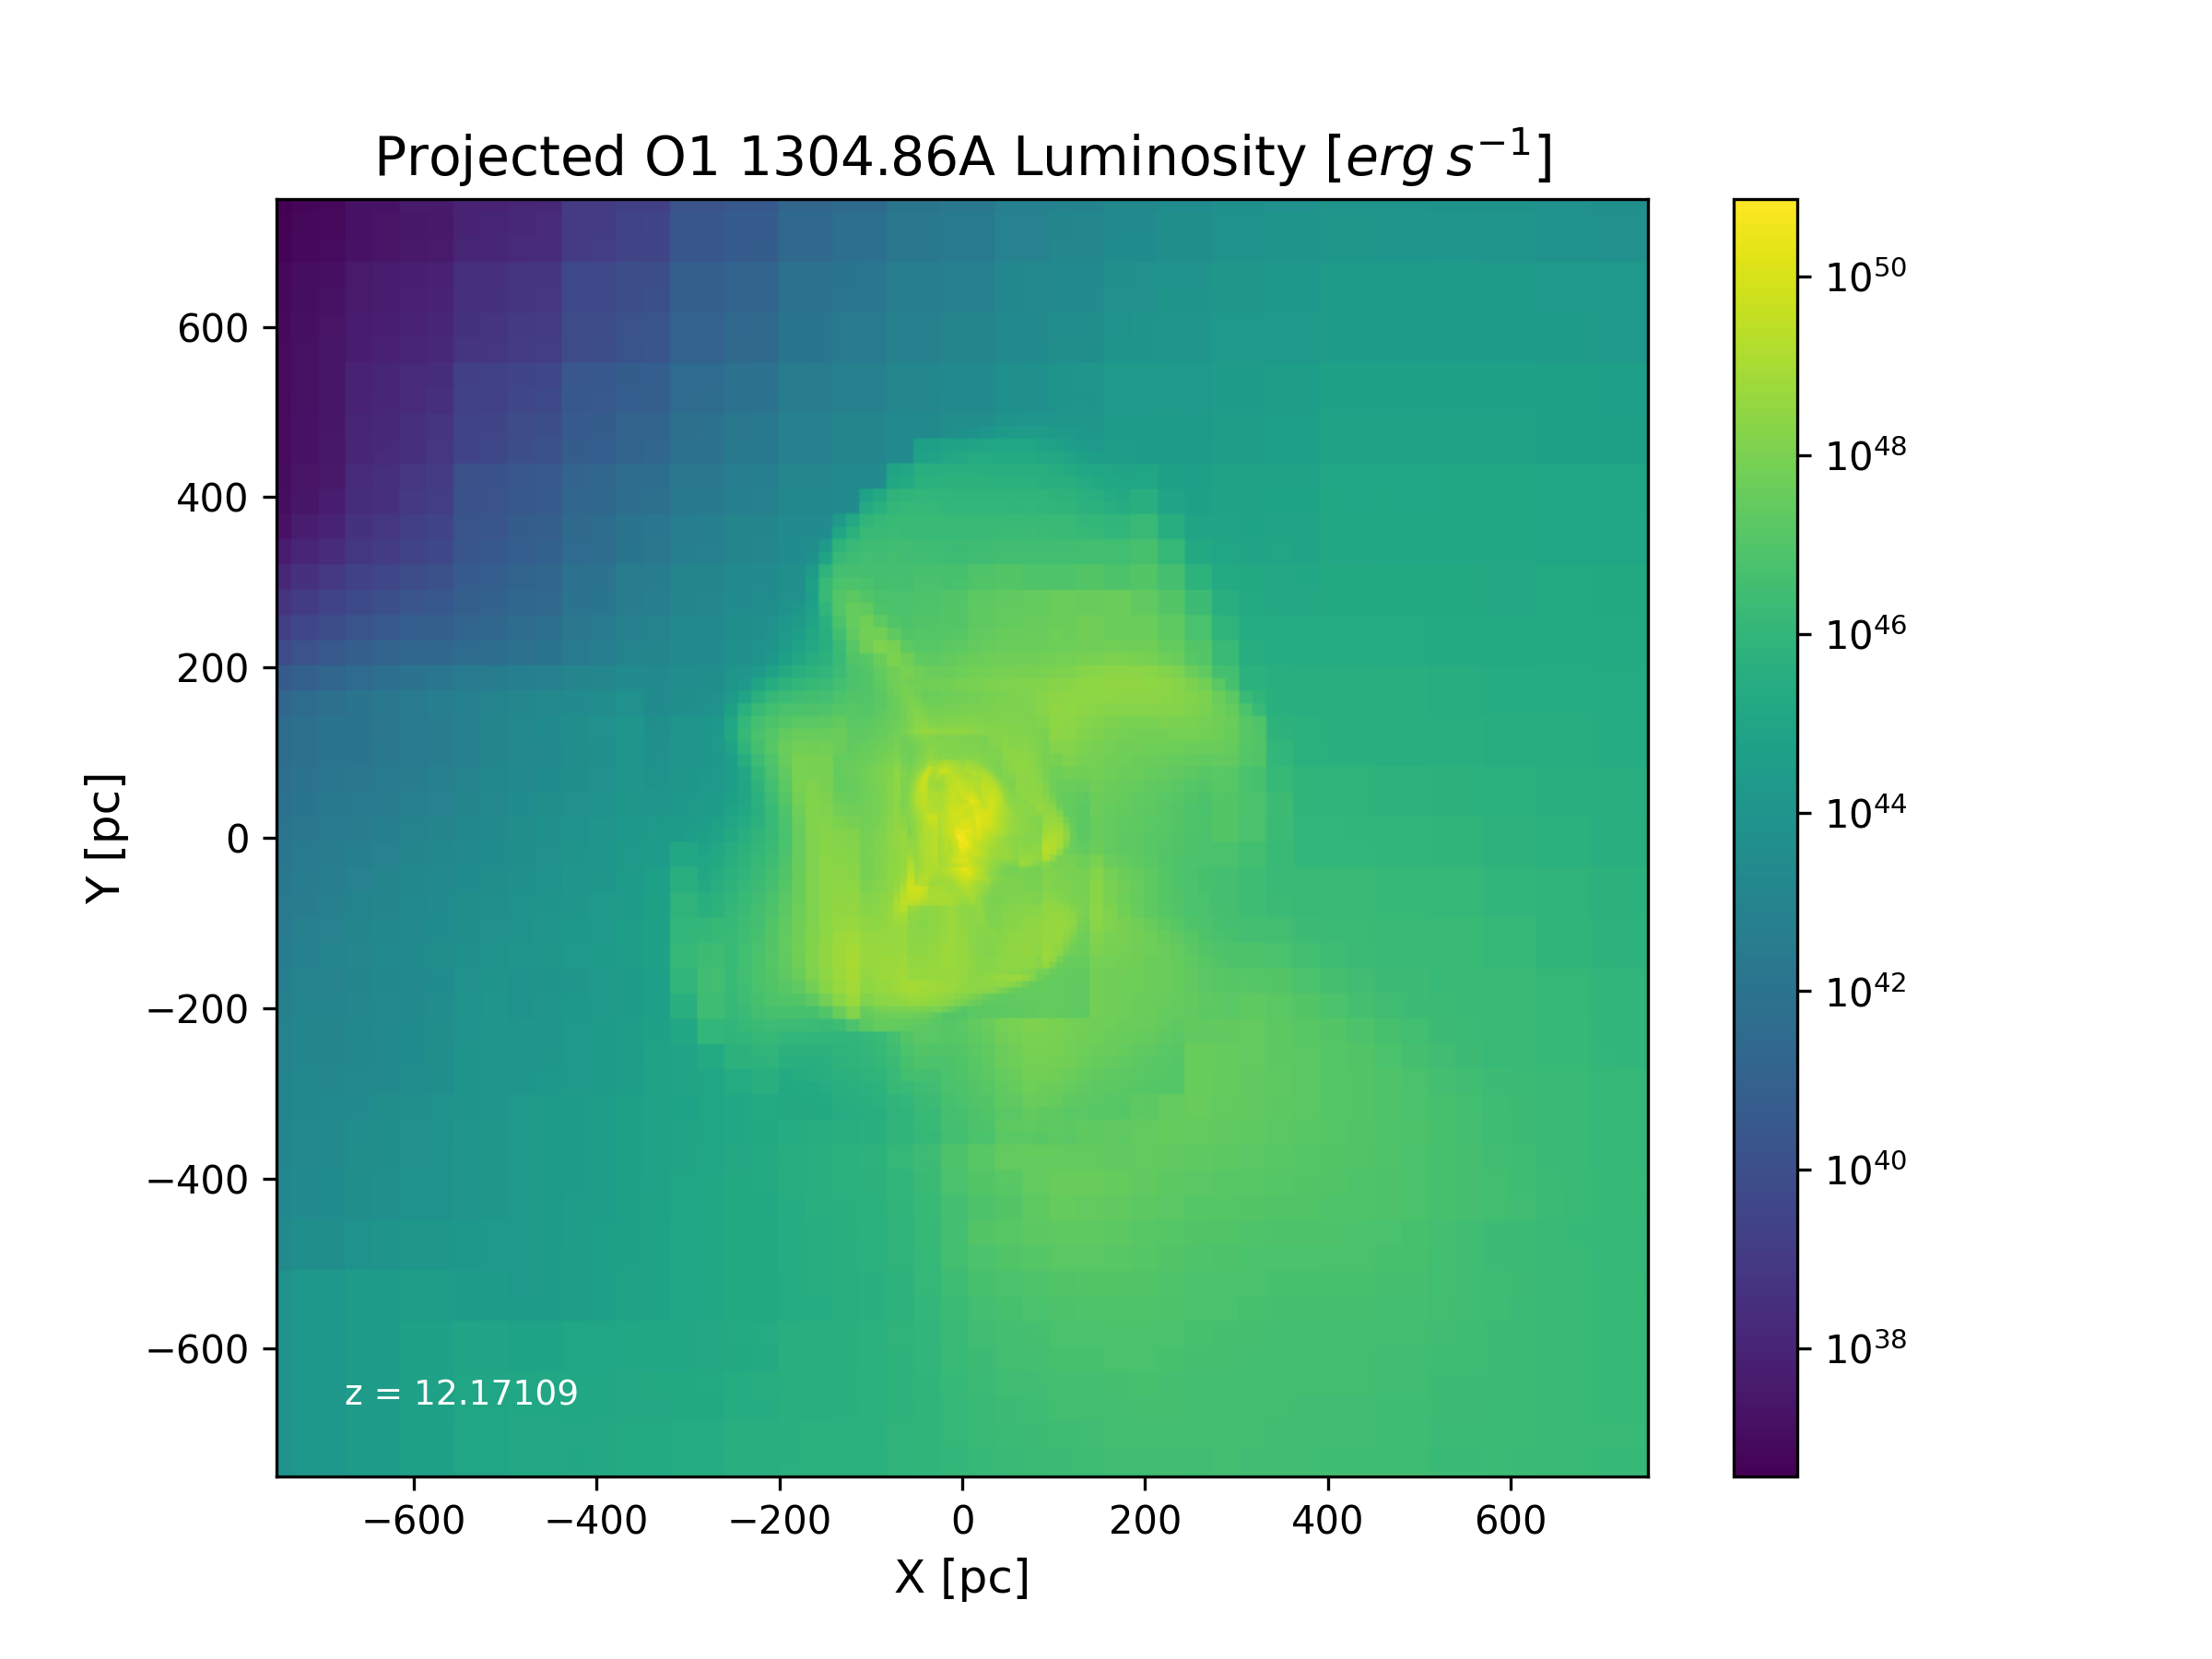 Projected O1 1304.86A Luminosity [erg s⁻¹]
600
400
200
0
−200
−400
−600
Y [pc]
z = 12.17109
−600 −400 −200 0 200 400 600
X [pc]
10⁵⁰
10⁴⁸
10⁴⁶
10⁴⁴
10⁴²
10⁴⁰
10³⁸